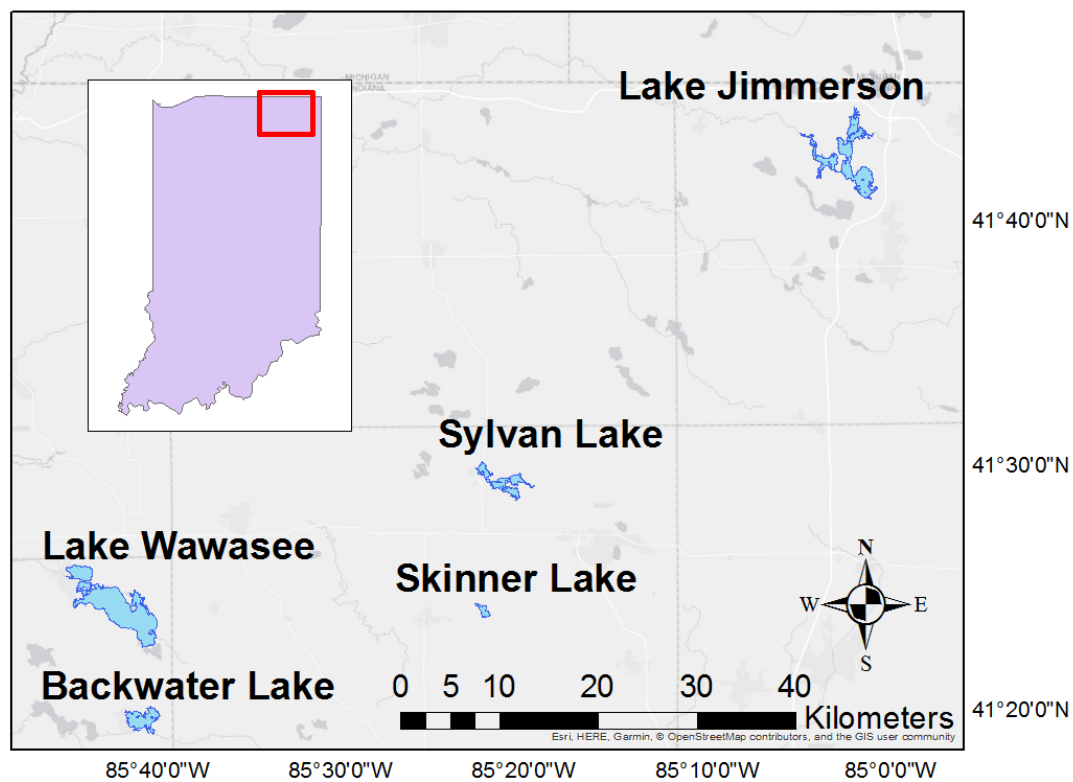 MICHIGAN
INDIANA
MICHIGAN
Lake Jimmerson
41°40'0"N
Sylvan Lake
41°30'0"N
Lake Wawasee
Skinner Lake
N
W
E
S
Backwater Lake
0 5 10 20 30 40
Kilometers
41°20'0"N
Esri, HERE, Garmin, © OpenStreetMap contributors, and the GIS user community
85°40'0"W 85°30'0"W 85°20'0"W 85°10'0"W 85°0'0"W